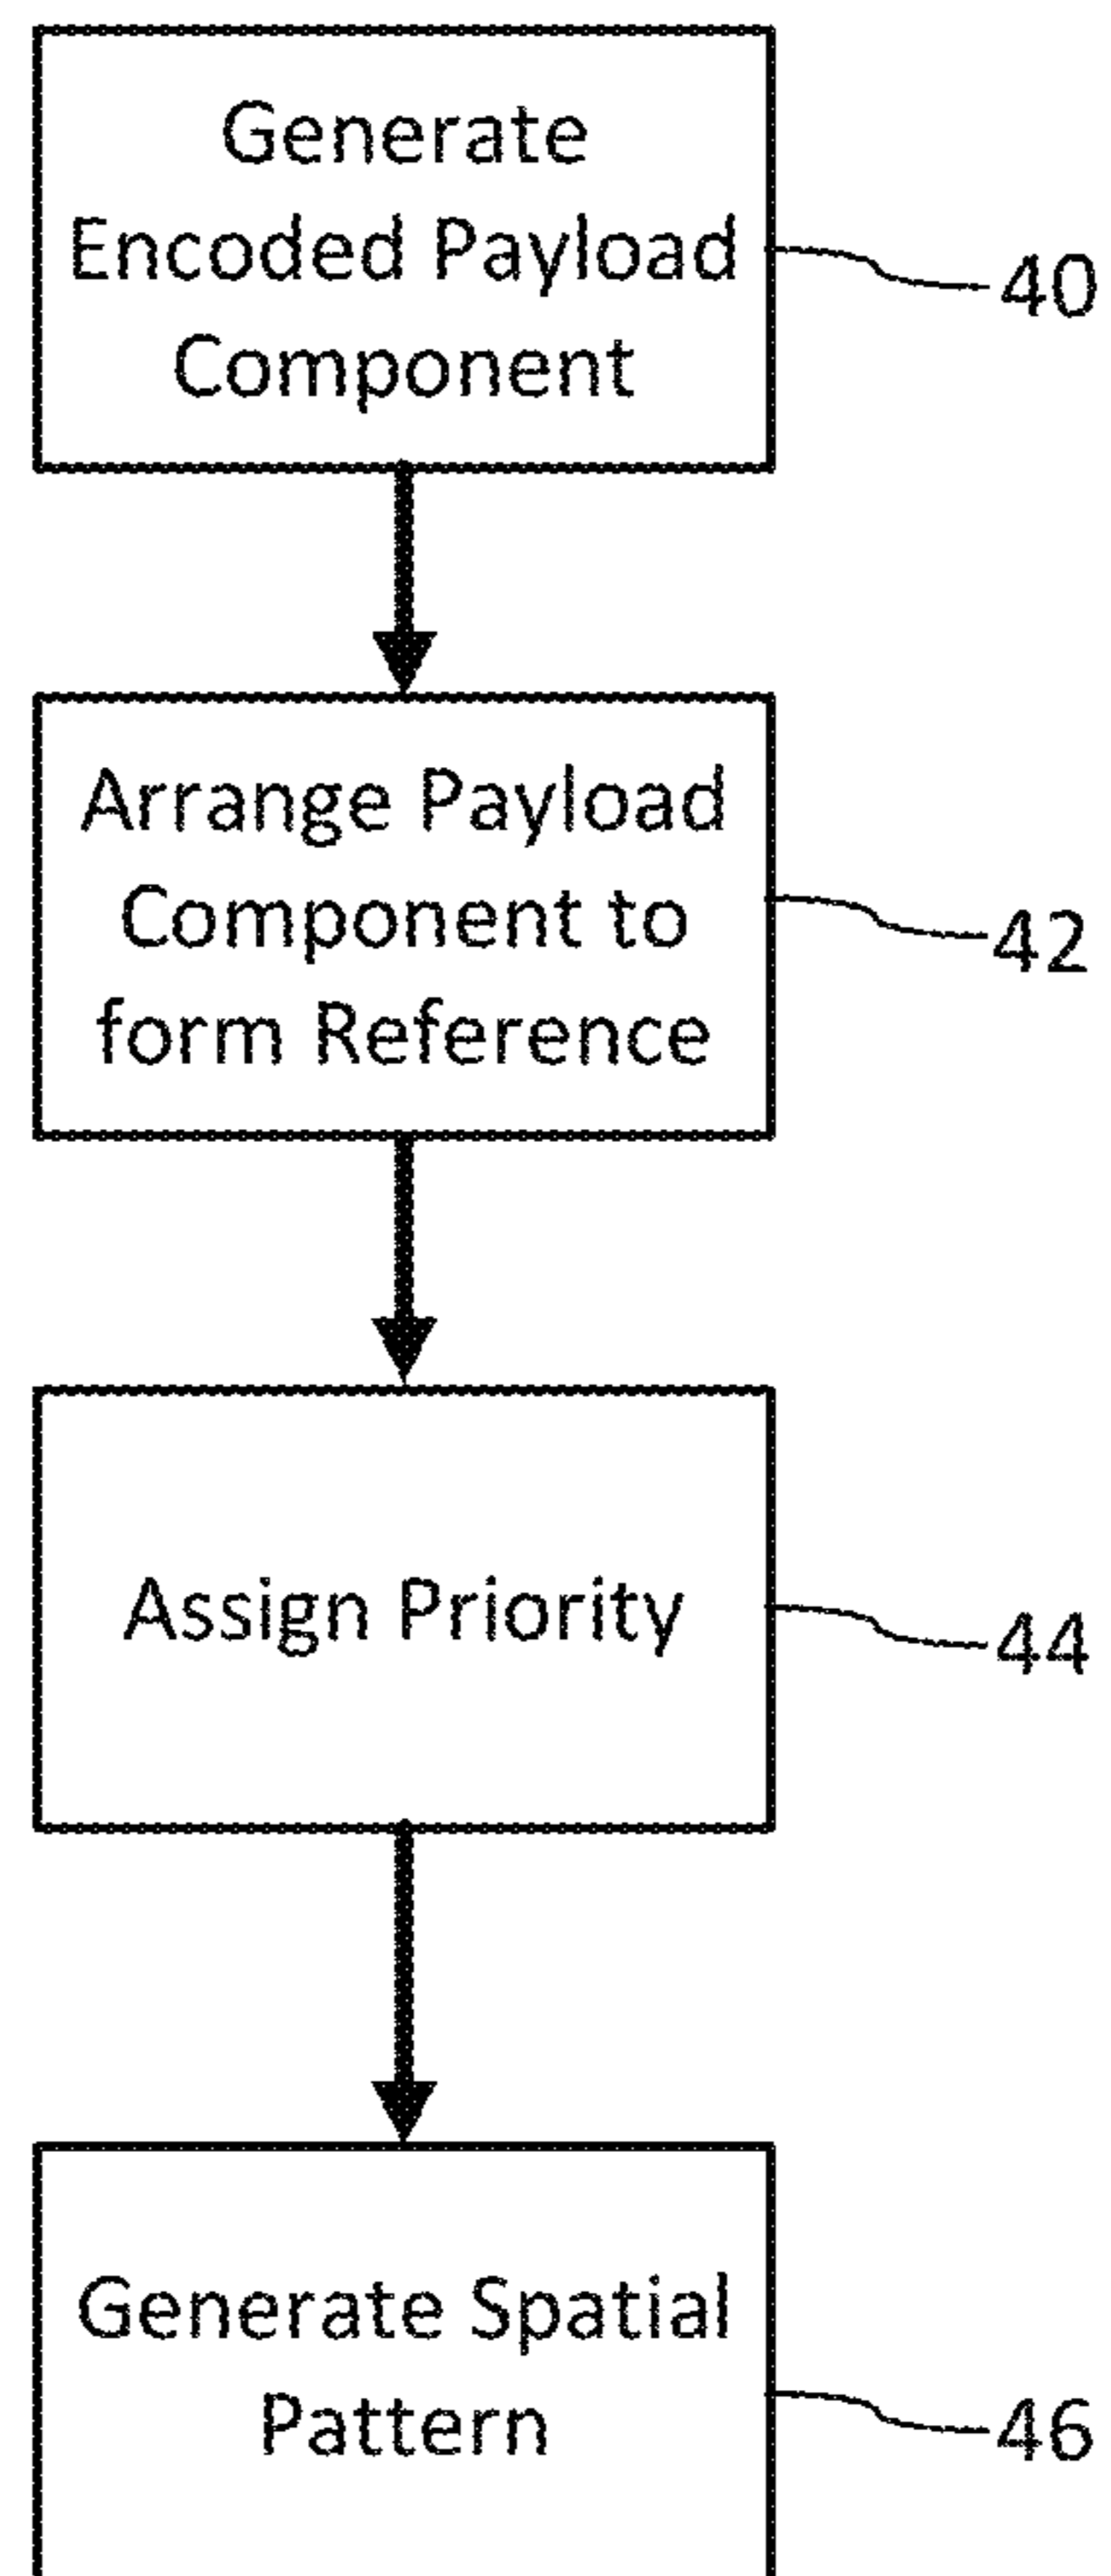 Generate
Encoded Payload
Component
40
Arrange Payload
Component to
form Reference
42
Assign Priority
44
Generate Spatial
Pattern
46